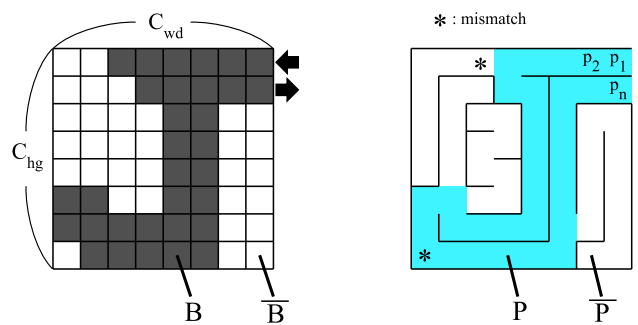 C_wd
* : mismatch
*
p_2 p_1
p_n
C_hg
*
B
B̅
P
P̅